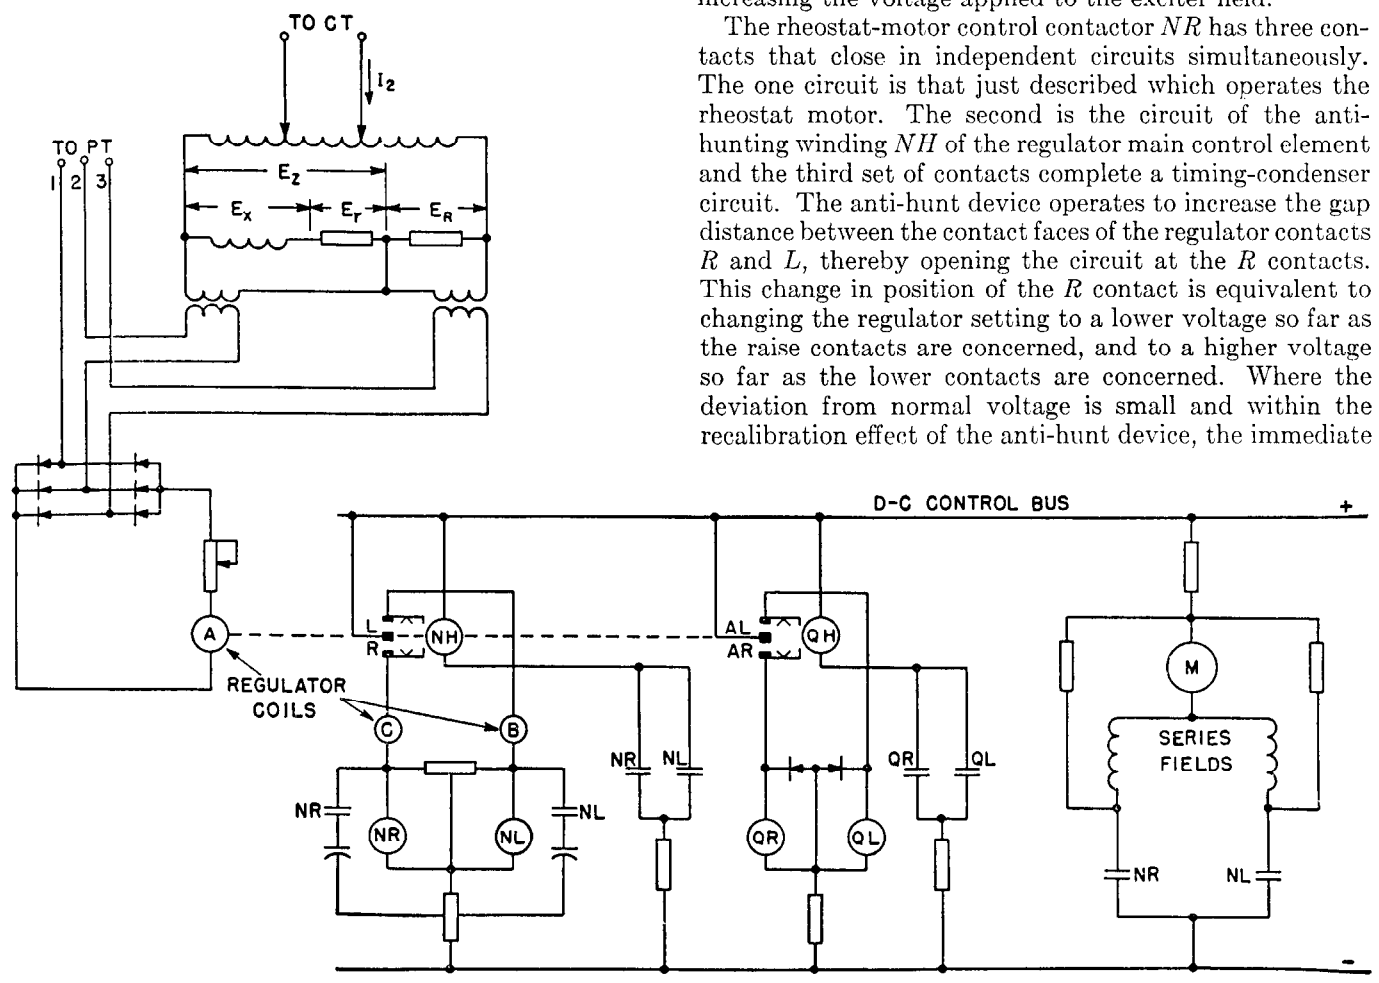 increasing the voltage applied to the exciter field.
The rheostat-motor control contactor NR has three con-
tacts that close in independent circuits simultaneously.
The one circuit is that just described which operates the
rheostat motor. The second is the circuit of the anti-
hunting winding NH of the regulator main control element
and the third set of contacts complete a timing-condenser
circuit. The anti-hunt device operates to increase the gap
distance between the contact faces of the regulator contacts
R and L, thereby opening the circuit at the R contacts.
This change in position of the R contact is equivalent to
changing the regulator setting to a lower voltage so far as
the raise contacts are concerned, and to a higher voltage
so far as the lower contacts are concerned. Where the
deviation from normal voltage is small and within the
recalibration effect of the anti-hunt device, the immediate
TO CT
I2
TO PT
1 2 3
EZ
EX Er ER
D-C CONTROL BUS
+
L
R
NH
A
AL
AR
QH
M
REGULATOR
COILS
C
B
SERIES
FIELDS
NR NL
QR QL
NR
NL
NR
NL
QR
QL
NR
NL
-